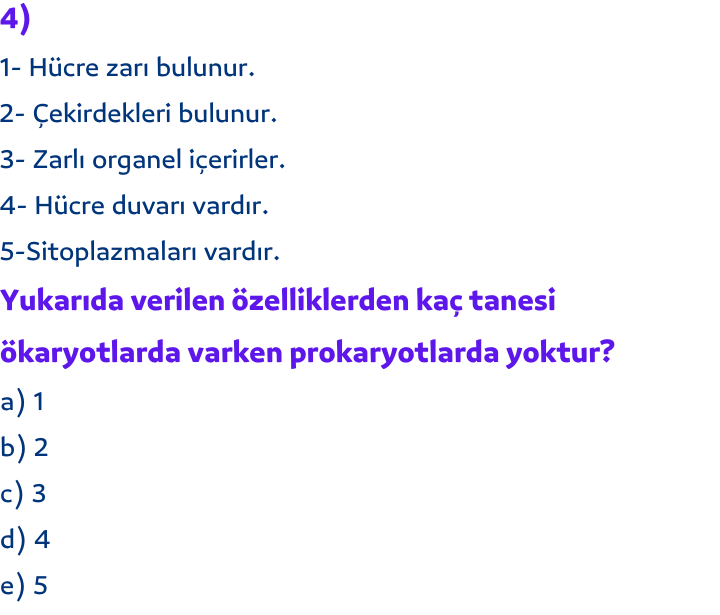 4)
1- Hücre zarı bulunur.
2- Çekirdekleri bulunur.
3- Zarlı organel içerirler.
4- Hücre duvarı vardır.
5-Sitoplazmaları vardır.
Yukarıda verilen özelliklerden kaç tanesi
ökaryotlarda varken prokaryotlarda yoktur?
a) 1
b) 2
c) 3
d) 4
e) 5